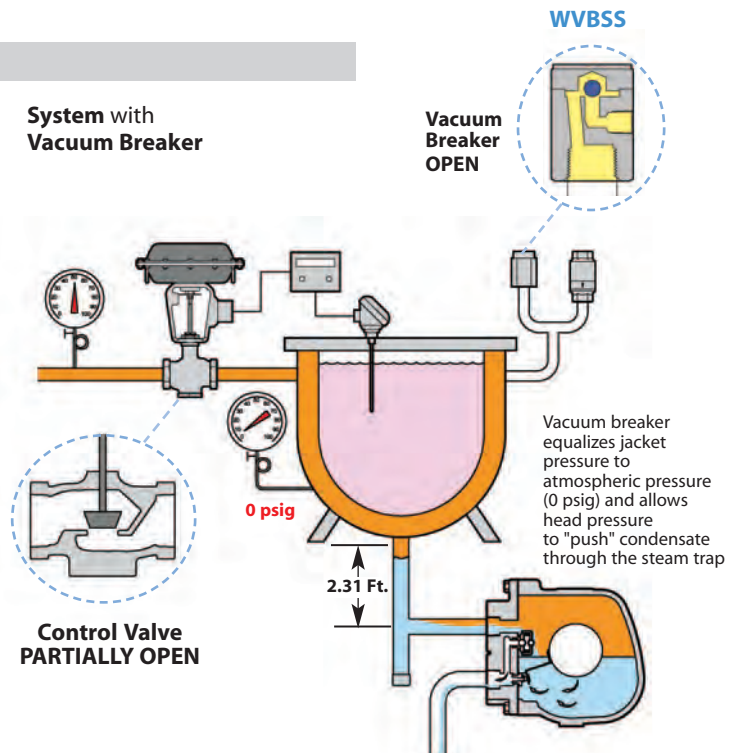 WVBSS
System with
Vacuum Breaker
Vacuum
Breaker
OPEN
Vacuum breaker
equalizes jacket
pressure to
atmospheric pressure
(0 psig) and allows
head pressure
to "push" condensate
through the steam trap
0 psig
2.31 Ft.
Control Valve
PARTIALLY OPEN